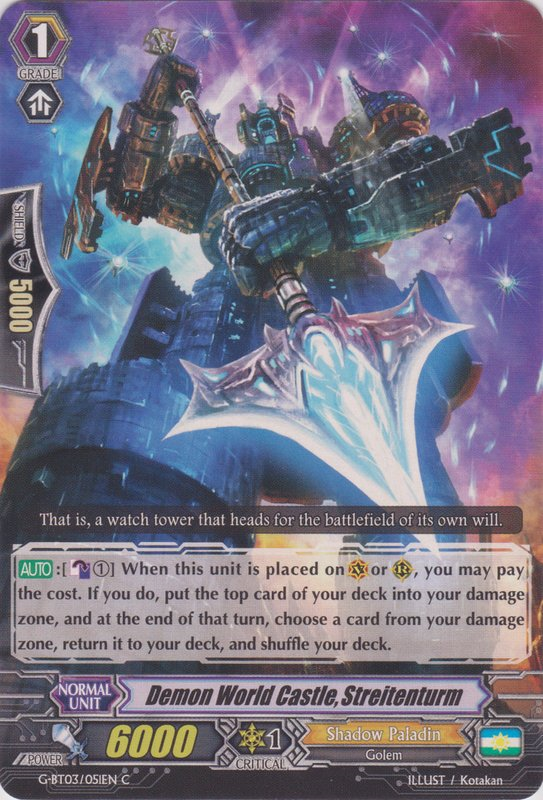 1
GRADE
SHIELD
5000
That is, a watch tower that heads for the battlefield of its own will.
AUTO :[ ①] When this unit is placed on V or R, you may pay
the cost. If you do, put the top card of your deck into your damage
zone, and at the end of that turn, choose a card from your damage
zone, return it to your deck, and shuffle your deck.
NORMAL
UNIT
Demon World Castle, Streitenturm
POWER
6000
1
CRITICAL
Shadow Paladin
Golem
G-BT03/051EN C
ILLUST / Kotakan